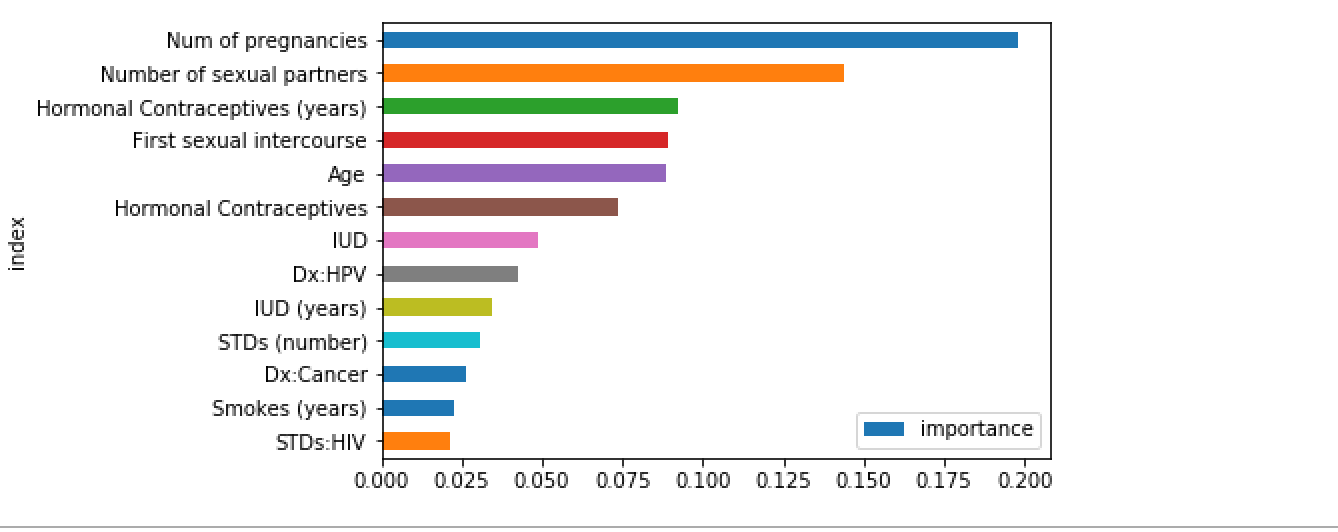 Num of pregnancies
Number of sexual partners
Hormonal Contraceptives (years)
First sexual intercourse
Age
Hormonal Contraceptives
IUD
Dx:HPV
IUD (years)
STDs (number)
Dx:Cancer
Smokes (years)
STDs:HIV
index
importance
0.000 0.025 0.050 0.075 0.100 0.125 0.150 0.175 0.200